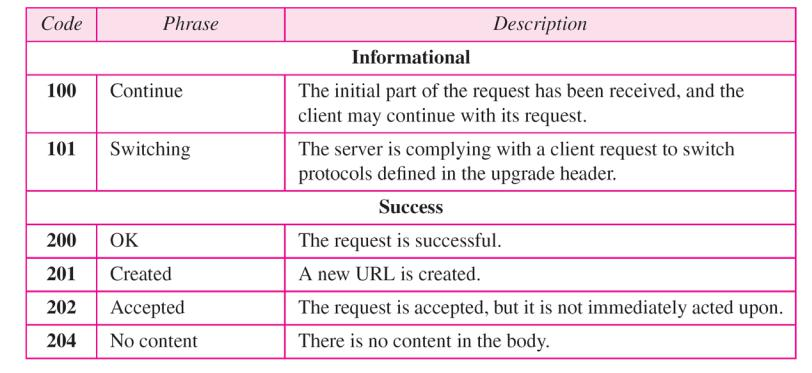 Code Phrase Description
Informational
100 Continue The initial part of the request has been received, and the
client may continue with its request.
101 Switching The server is complying with a client request to switch
protocols defined in the upgrade header.
Success
200 OK The request is successful.
201 Created A new URL is created.
202 Accepted The request is accepted, but it is not immediately acted upon.
204 No content There is no content in the body.